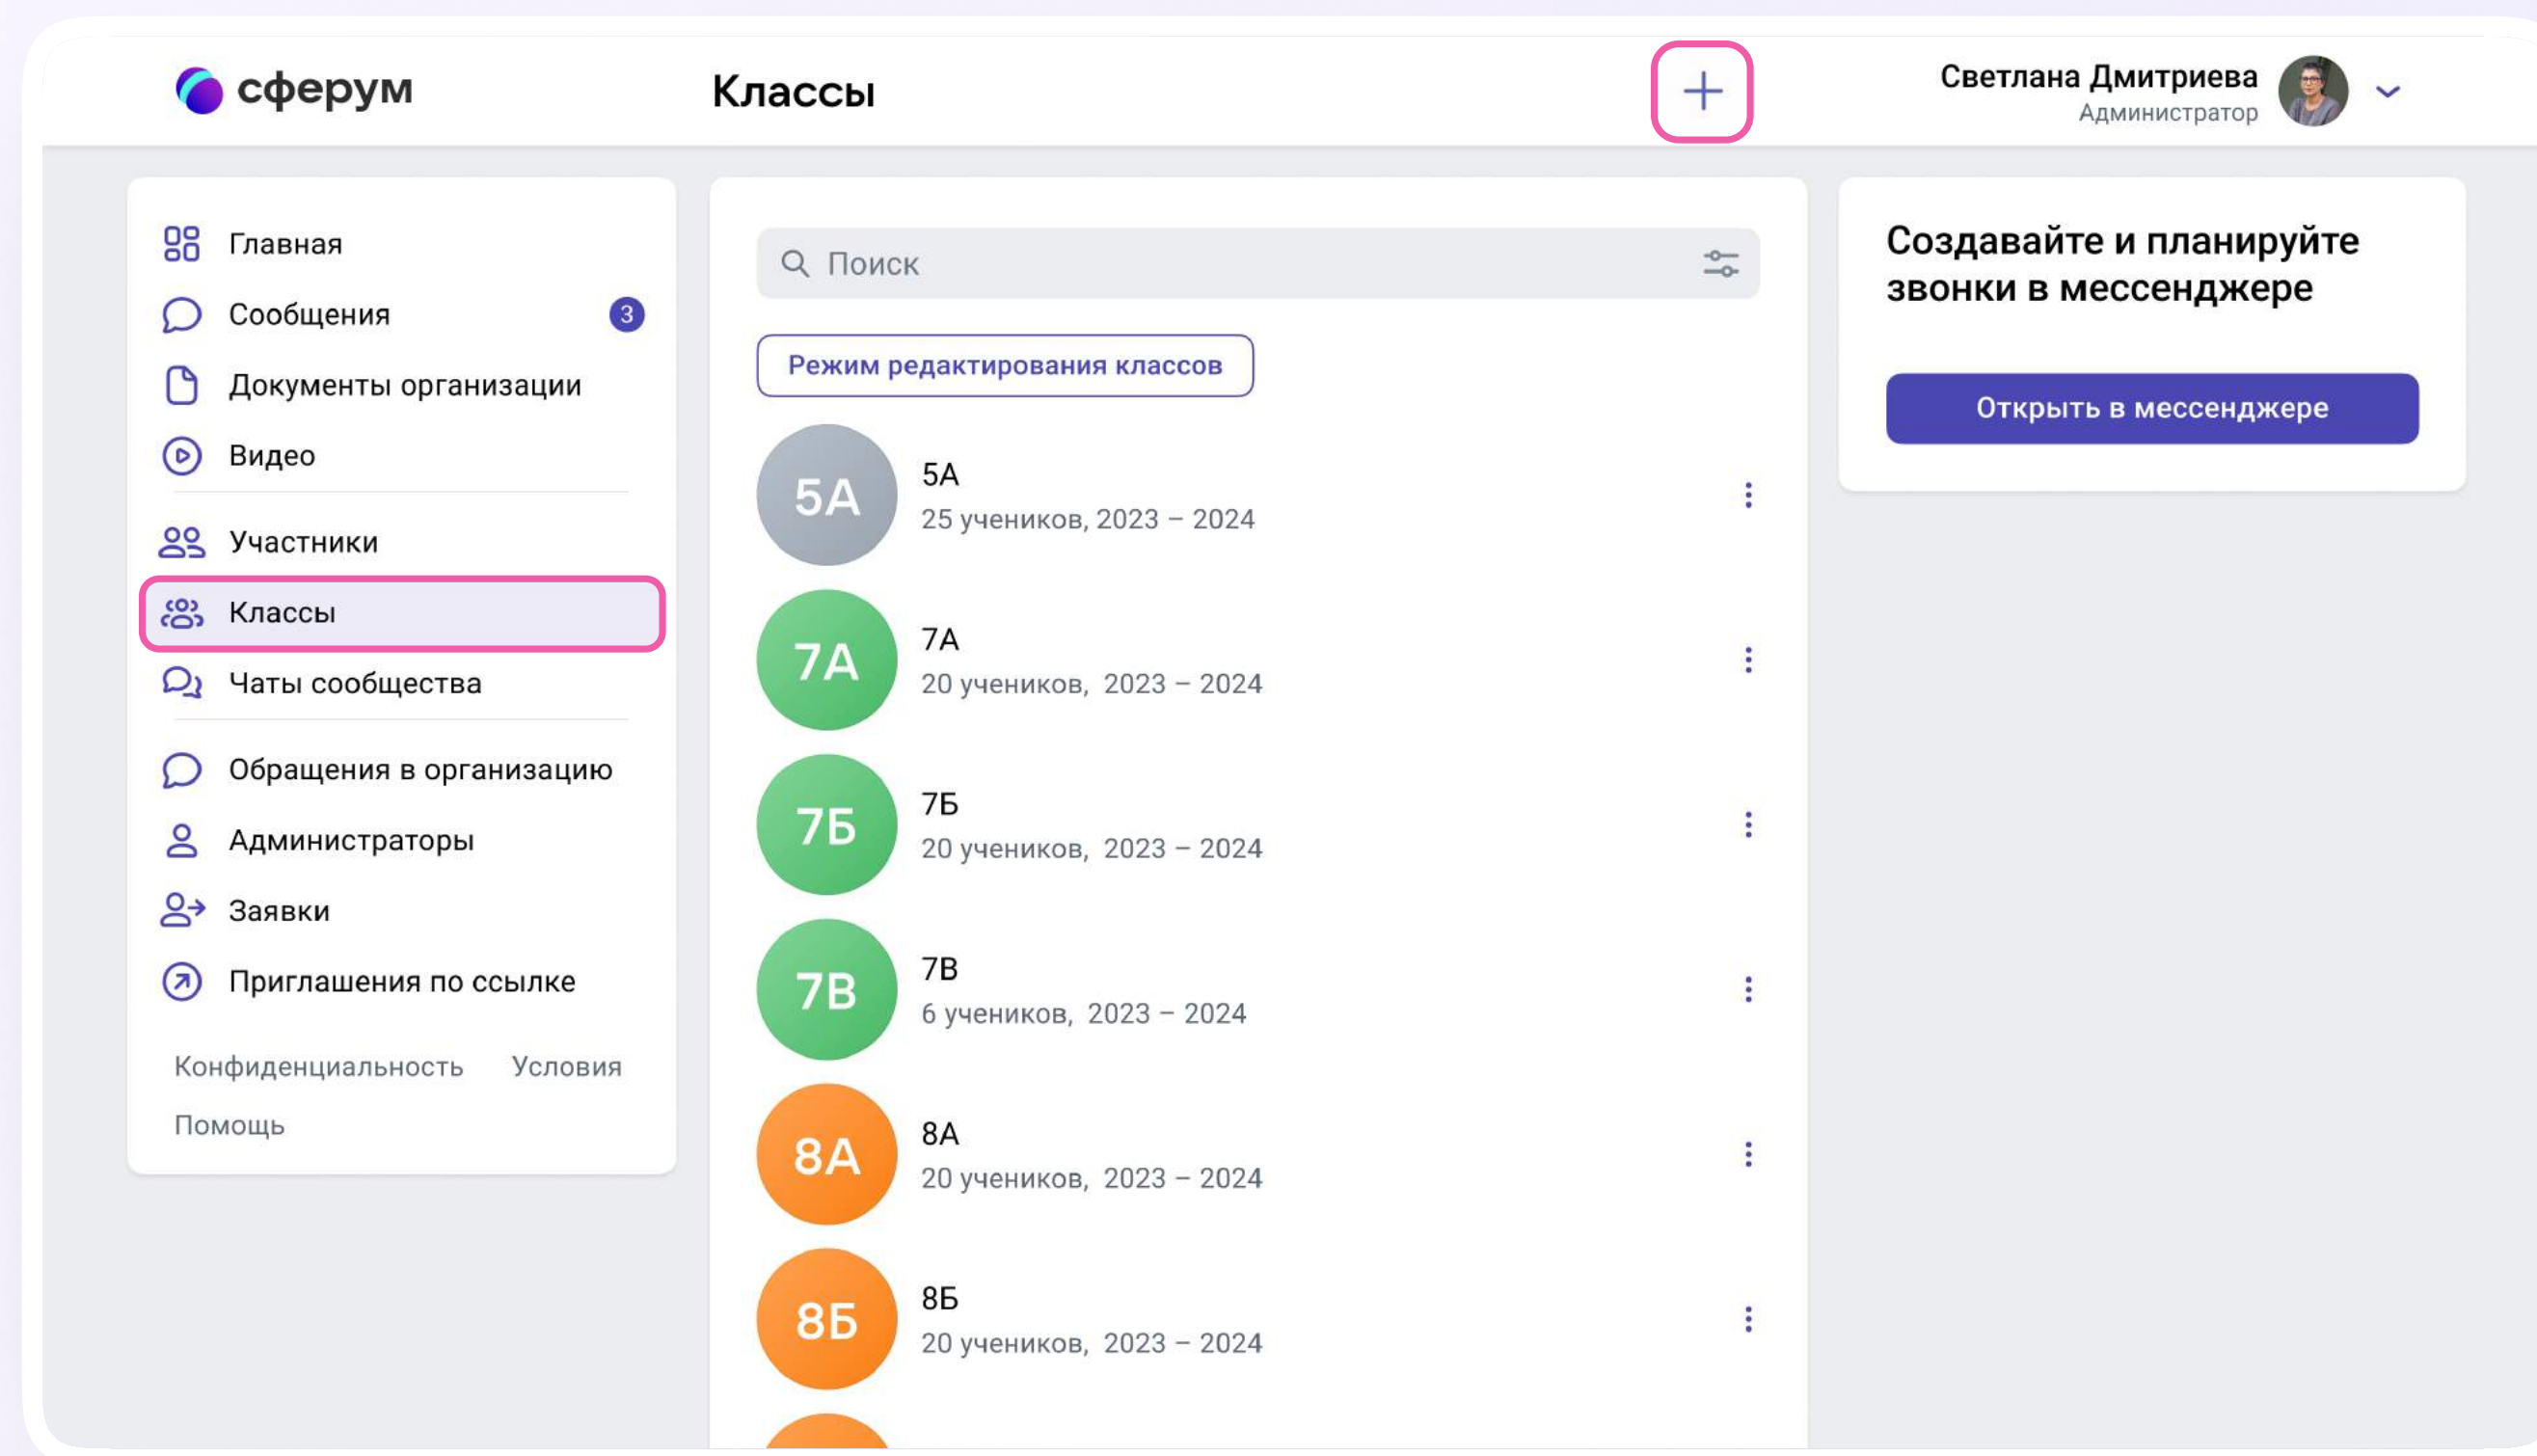 сферум
Классы
Светлана Дмитриева
Администратор
Главная
Сообщения 3
Документы организации
Видео
Участники
Классы
Чаты сообщества
Обращения в организацию
Администраторы
Заявки
Приглашения по ссылке
Конфиденциальность Условия
Помощь
Поиск
Режим редактирования классов
5А
5А
25 учеников, 2023 – 2024
7А
7А
20 учеников, 2023 – 2024
7Б
7Б
20 учеников, 2023 – 2024
7В
7В
6 учеников, 2023 – 2024
8А
8А
20 учеников, 2023 – 2024
8Б
8Б
20 учеников, 2023 – 2024
Создавайте и планируйте
звонки в мессенджере
Открыть в мессенджере